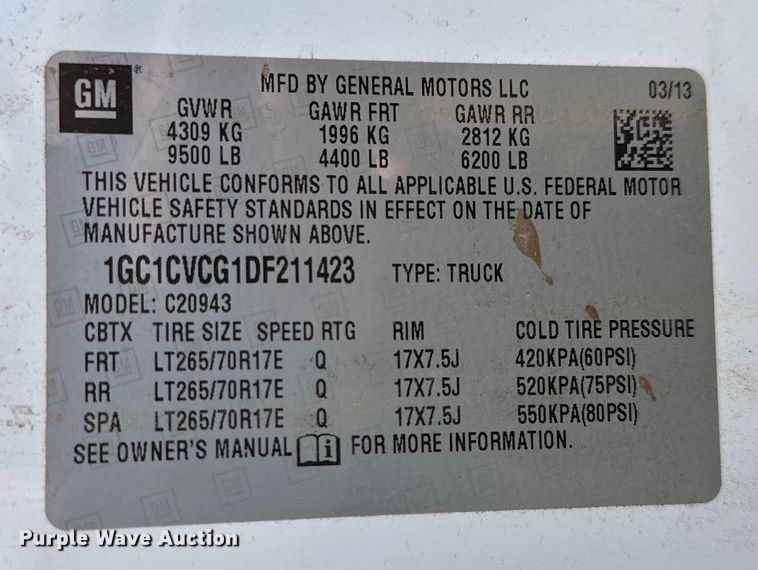 GM
MFD BY GENERAL MOTORS LLC 03/13
GVWR GAWR FRT GAWR RR
4309 KG 1996 KG 2812 KG
9500 LB 4400 LB 6200 LB
THIS VEHICLE CONFORMS TO ALL APPLICABLE U.S. FEDERAL MOTOR
VEHICLE SAFETY STANDARDS IN EFFECT ON THE DATE OF
MANUFACTURE SHOWN ABOVE.
1GC1CVCG1DF211423 TYPE: TRUCK
MODEL: C20943
CBTX TIRE SIZE SPEED RTG RIM COLD TIRE PRESSURE
FRT LT265/70R17E Q 17X7.5J 420KPA(60PSI)
RR LT265/70R17E Q 17X7.5J 520KPA(75PSI)
SPA LT265/70R17E Q 17X7.5J 550KPA(80PSI)
SEE OWNER'S MANUAL i FOR MORE INFORMATION.
Purple Wave Auction